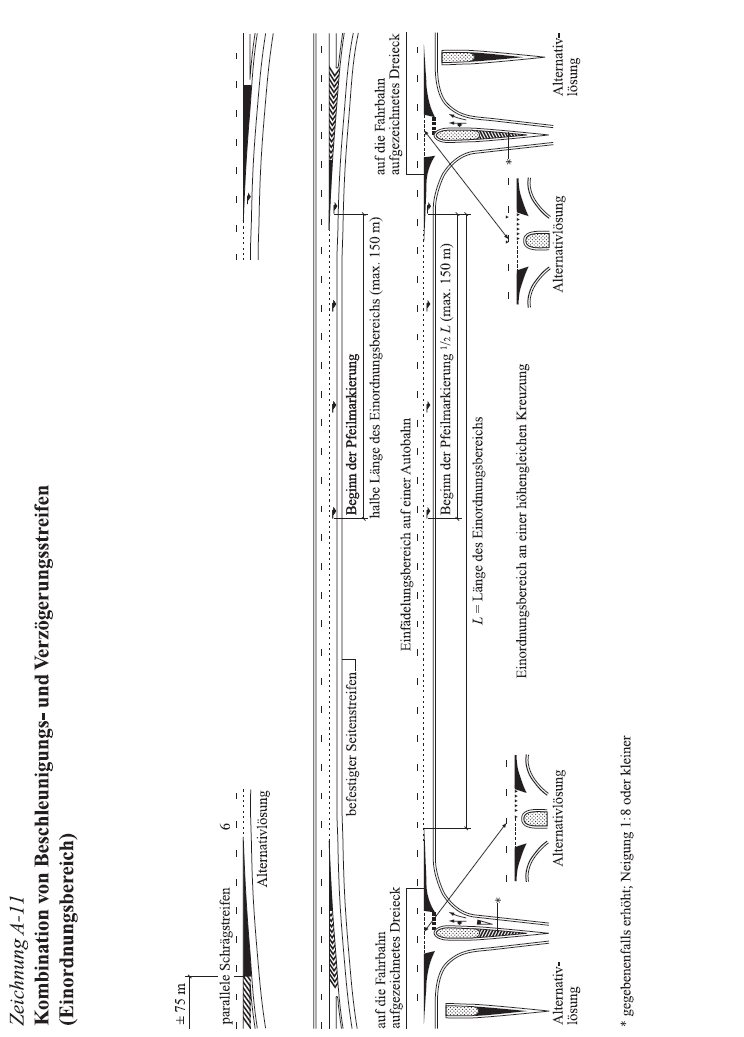 Zeichnung A-11
Kombination von Beschleunigungs- und Verzögerungsstreifen
(Einordnungsbereich)
± 75 m
parallele Schrägstreifen
6
Alternativlösung
befestigter Seitenstreifen
Beginn der Pfeilmarkierung
halbe Länge des Einordnungsbereichs (max. 150 m)
Einfädelungsbereich auf einer Autobahn
auf die Fahrbahn
aufgezeichnetes Dreieck
auf die Fahrbahn
aufgezeichnetes Dreieck
Beginn der Pfeilmarkierung ¹/₂ L (max. 150 m)
L = Länge des Einordnungsbereichs
*
*
Einordnungsbereich an einer höhengleichen Kreuzung
Alternativ-
lösung
Alternativlösung
Alternativlösung
Alternativ-
lösung
* gegebenenfalls erhöht; Neigung 1:8 oder kleiner